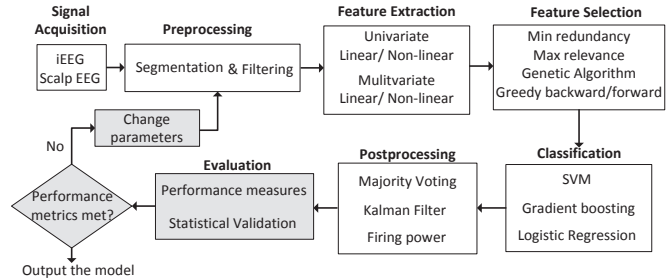 Signal
Acquisition
iEEG
Scalp EEG
Preprocessing
Segmentation & Filtering
Feature Extraction
Univariate
Linear/ Non-linear
Mulitvariate
Linear/ Non-linear
Feature Selection
Min redundancy
Max relevance
Genetic Algorithm
Greedy backward/forward
Classification
SVM
Gradient boosting
Logistic Regression
Postprocessing
Majority Voting
Kalman Filter
Firing power
Evaluation
Performance measures
Statistical Validation
Performance
metrics met?
No
Change
parameters
Output the model